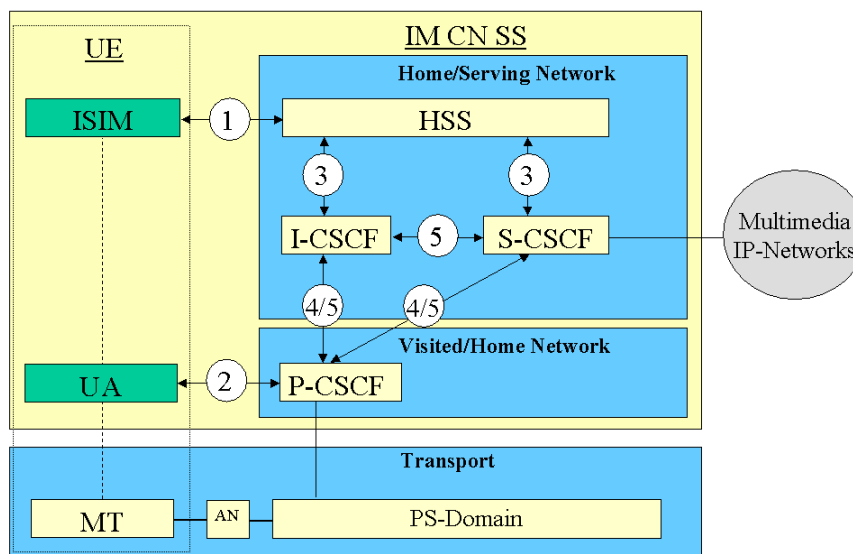 IM CN SS
UE
Home/Serving Network
ISIM
1
HSS
3
3
I-CSCF
5
S-CSCF
Multimedia
IP-Networks
4/5
4/5
Visited/Home Network
UA
2
P-CSCF
Transport
MT
AN
PS-Domain